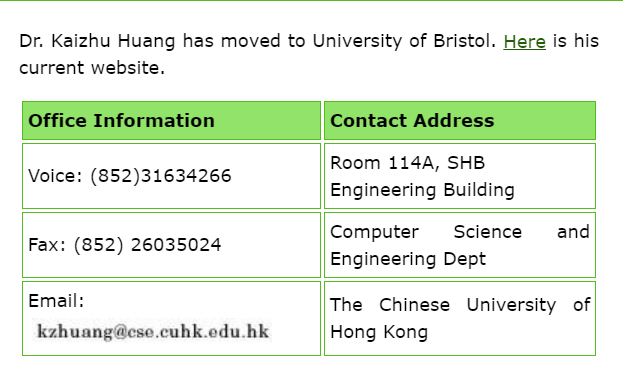 Dr. Kaizhu Huang has moved to University of Bristol. Here is his
current website.
Office Information
Contact Address
Voice: (852)31634266
Room 114A, SHB
Engineering Building
Fax: (852) 26035024
Computer Science and
Engineering Dept
Email:
kzhuang@cse.cuhk.edu.hk
The Chinese University of
Hong Kong